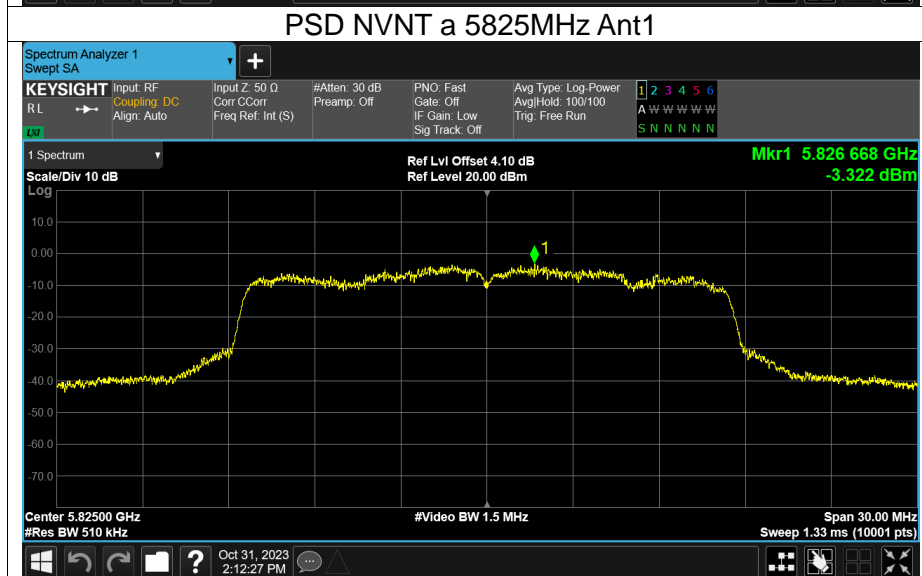 PSD NVNT a 5825MHz Ant1
Spectrum Analyzer 1
Swept SA
+
KEYSIGHT
R L
LXI
Input: RF
Coupling: DC
Align: Auto
Input Z: 50 Ω
Corr CCorr
Freq Ref: Int (S)
#Atten: 30 dB
Preamp: Off
PNO: Fast
Gate: Off
IF Gain: Low
Sig Track: Off
Avg Type: Log-Power
Avg|Hold: 100/100
Trig: Free Run
1 2 3 4 5 6
A W W W W W
S N N N N N
1 Spectrum
Scale/Div 10 dB
Ref Lvl Offset 4.10 dB
Ref Level 20.00 dBm
Mkr1 5.826 668 GHz
-3.322 dBm
Log
10.0
0.00
-10.0
-20.0
-30.0
-40.0
-50.0
-60.0
-70.0
1
Center 5.82500 GHz
#Res BW 510 kHz
#Video BW 1.5 MHz
Span 30.00 MHz
Sweep 1.33 ms (10001 pts)
?
Oct 31, 2023
2:12:27 PM